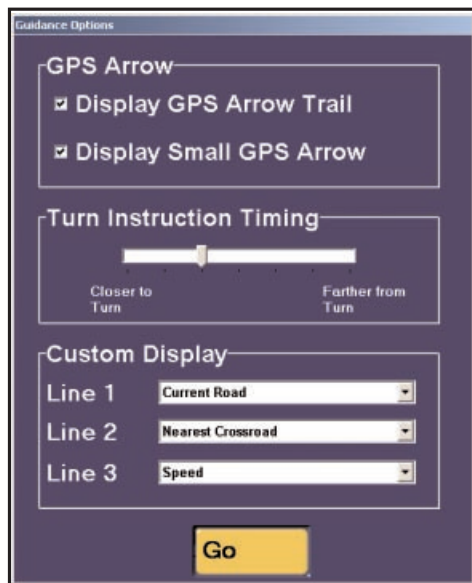 Guidance Options
GPS Arrow
Display GPS Arrow Trail
Display Small GPS Arrow
Turn Instruction Timing
Closer to Turn
Farther from Turn
Custom Display
Line 1 Current Road
Line 2 Nearest Crossroad
Line 3 Speed
Go